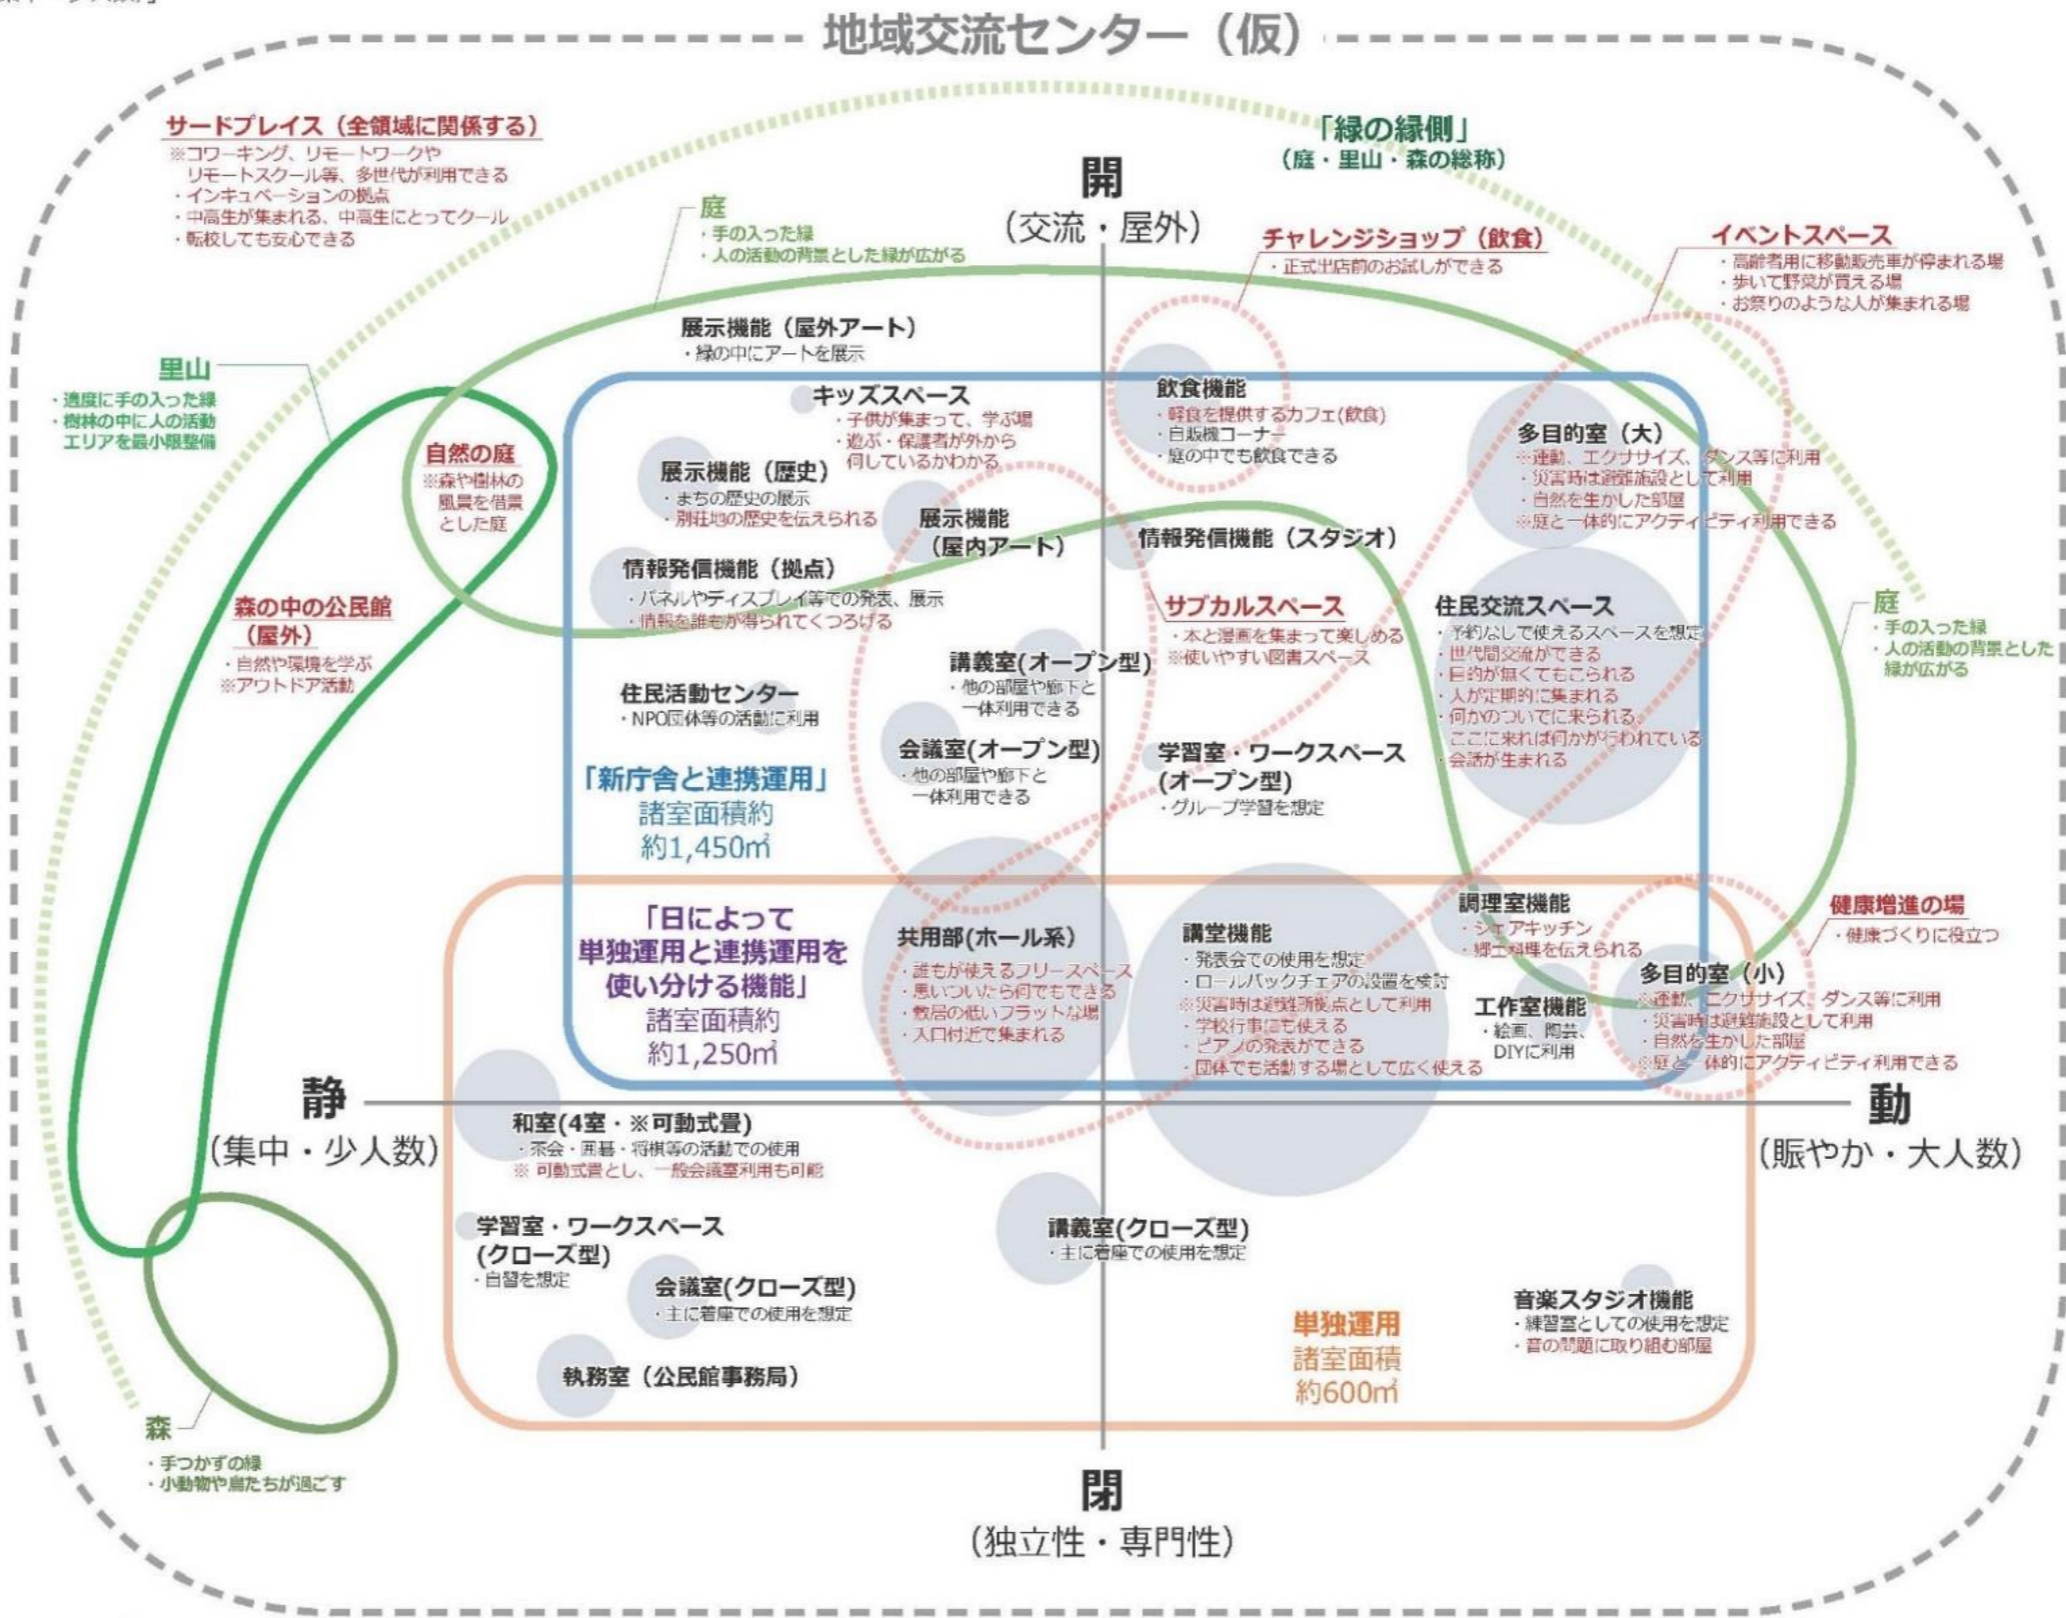 地域交流センター（仮）
サードプレイス（全領域に関係する）
※コワーキング、リモートワークや
リモートスクール等、多世代が利用できる
・インキュベーションの拠点
・中高生が集まれる、中高生にとってクール
・転校しても安心できる
「緑の縁側」
（庭・里山・森の総称）
開
（交流・屋外）
庭
・手の入った緑
・人の活動の背景とした緑が広がる
チャレンジショップ（飲食）
・正式出店前のお試しができる
イベントスペース
・高齢者用に移動販売車が停まれる場
・歩いて野菜が買える場
・お祭りのような人が集まれる場
里山
・適度に手の入った緑
・樹林の中に人の活動
エリアを最小限整備
展示機能（屋外アート）
・緑の中にアートを展示
自然の庭
※森や樹林の
風景を借景
とした庭
キッズスペース
・子供が集まって、学ぶ場
・遊ぶ・保護者が外から
何しているかわかる
飲食機能
・軽食を提供するカフェ(飲食)
・自販機コーナー
・庭の中でも飲食できる
多目的室（大）
※運動、エクササイズ、ダンス等に利用
・災害時は避難施設として利用
・自然を生かした部屋
※庭と一体的にアクティビティ利用できる
展示機能（歴史）
・まちの歴史の展示
・別荘地の歴史を伝えられる
展示機能
（屋内アート）
情報発信機能（スタジオ）
情報発信機能（拠点）
・パネルやディスプレイ等での発表、展示
・情報を誰もが得られてくつろげる
森の中の公民館
（屋外）
・自然や環境を学ぶ
※アウトドア活動
サブカルスペース
・本と漫画を集まって楽しめる
※使いやすい図書スペース
住民交流スペース
・予約なしで使えるスペースを想定
・世代間交流ができる
・目的が無くてもこられる
・人が定期的に集まれる
・何かのついでに来られる、
ここに来れば何かが行われている
・会話が生まれる
庭
・手の入った緑
・人の活動の背景とした
緑が広がる
住民活動センター
・NPO団体等の活動に利用
講義室(オープン型)
・他の部屋や廊下と
一体利用できる
会議室(オープン型)
・他の部屋や廊下と
一体利用できる
学習室・ワークスペース
(オープン型)
・グループ学習を想定
「新庁舎と連携運用」
諸室面積約
約1,450㎡
「日によって
単独運用と連携運用を
使い分ける機能」
諸室面積約
約1,250㎡
共用部(ホール系)
・誰もが使えるフリースペース
・思いついたら何でもできる
・敷居の低いフラットな場
・入口付近で集まれる
講堂機能
・発表会での使用を想定
・ロールバックチェアの設置を検討
※災害時は避難所拠点として利用
・学校行事にも使える
・ピアノの発表ができる
・団体でも活動する場として広く使える
調理室機能
・シェアキッチン
・郷土料理を伝えられる
工作室機能
・絵画、陶芸、
DIYに利用
健康増進の場
・健康づくりに役立つ
多目的室（小）
※運動、エクササイズ、ダンス等に利用
・災害時は避難施設として利用
・自然を生かした部屋
※庭と一体的にアクティビティ利用できる
静
（集中・少人数）
動
（賑やか・大人数）
和室(4室・※可動式畳)
・茶会・囲碁・将棋等の活動での使用
※ 可動式畳とし、一般会議室利用も可能
学習室・ワークスペース
(クローズ型)
・自習を想定
会議室(クローズ型)
・主に着座での使用を想定
執務室（公民館事務局）
講義室(クローズ型)
・主に着座での使用を想定
単独運用
諸室面積
約600㎡
音楽スタジオ機能
・練習室としての使用を想定
・音の問題に取り組む部屋
森
・手つかずの緑
・小動物や鳥たちが過ごす
閉
（独立性・専門性）